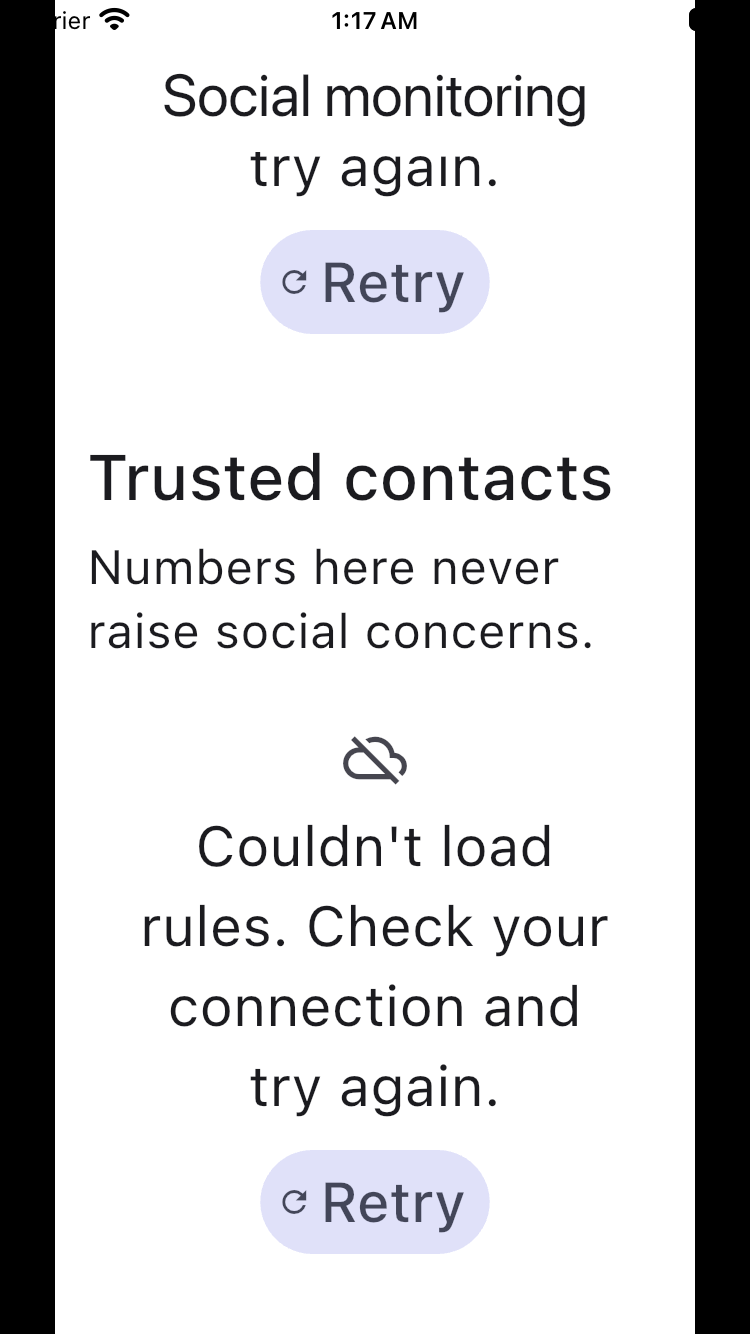 rier 1:17 AM
Social monitoring
try again.
Retry
Trusted contacts
Numbers here never
raise social concerns.
Couldn't load
rules. Check your
connection and
try again.
Retry